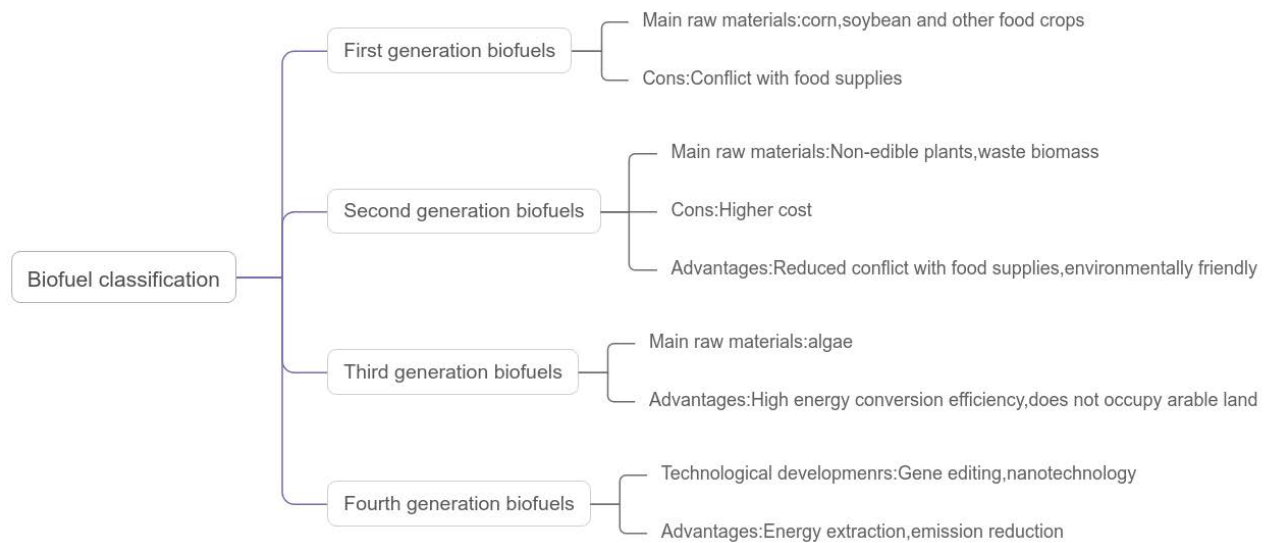 Biofuel classification
First generation biofuels
Main raw materials:corn,soybean and other food crops
Cons:Conflict with food supplies
Second generation biofuels
Main raw materials:Non-edible plants,waste biomass
Cons:Higher cost
Advantages:Reduced conflict with food supplies,environmentally friendly
Third generation biofuels
Main raw materials:algae
Advantages:High energy conversion efficiency,does not occupy arable land
Fourth generation biofuels
Technological developmenrs:Gene editing,nanotechnology
Advantages:Energy extraction,emission reduction